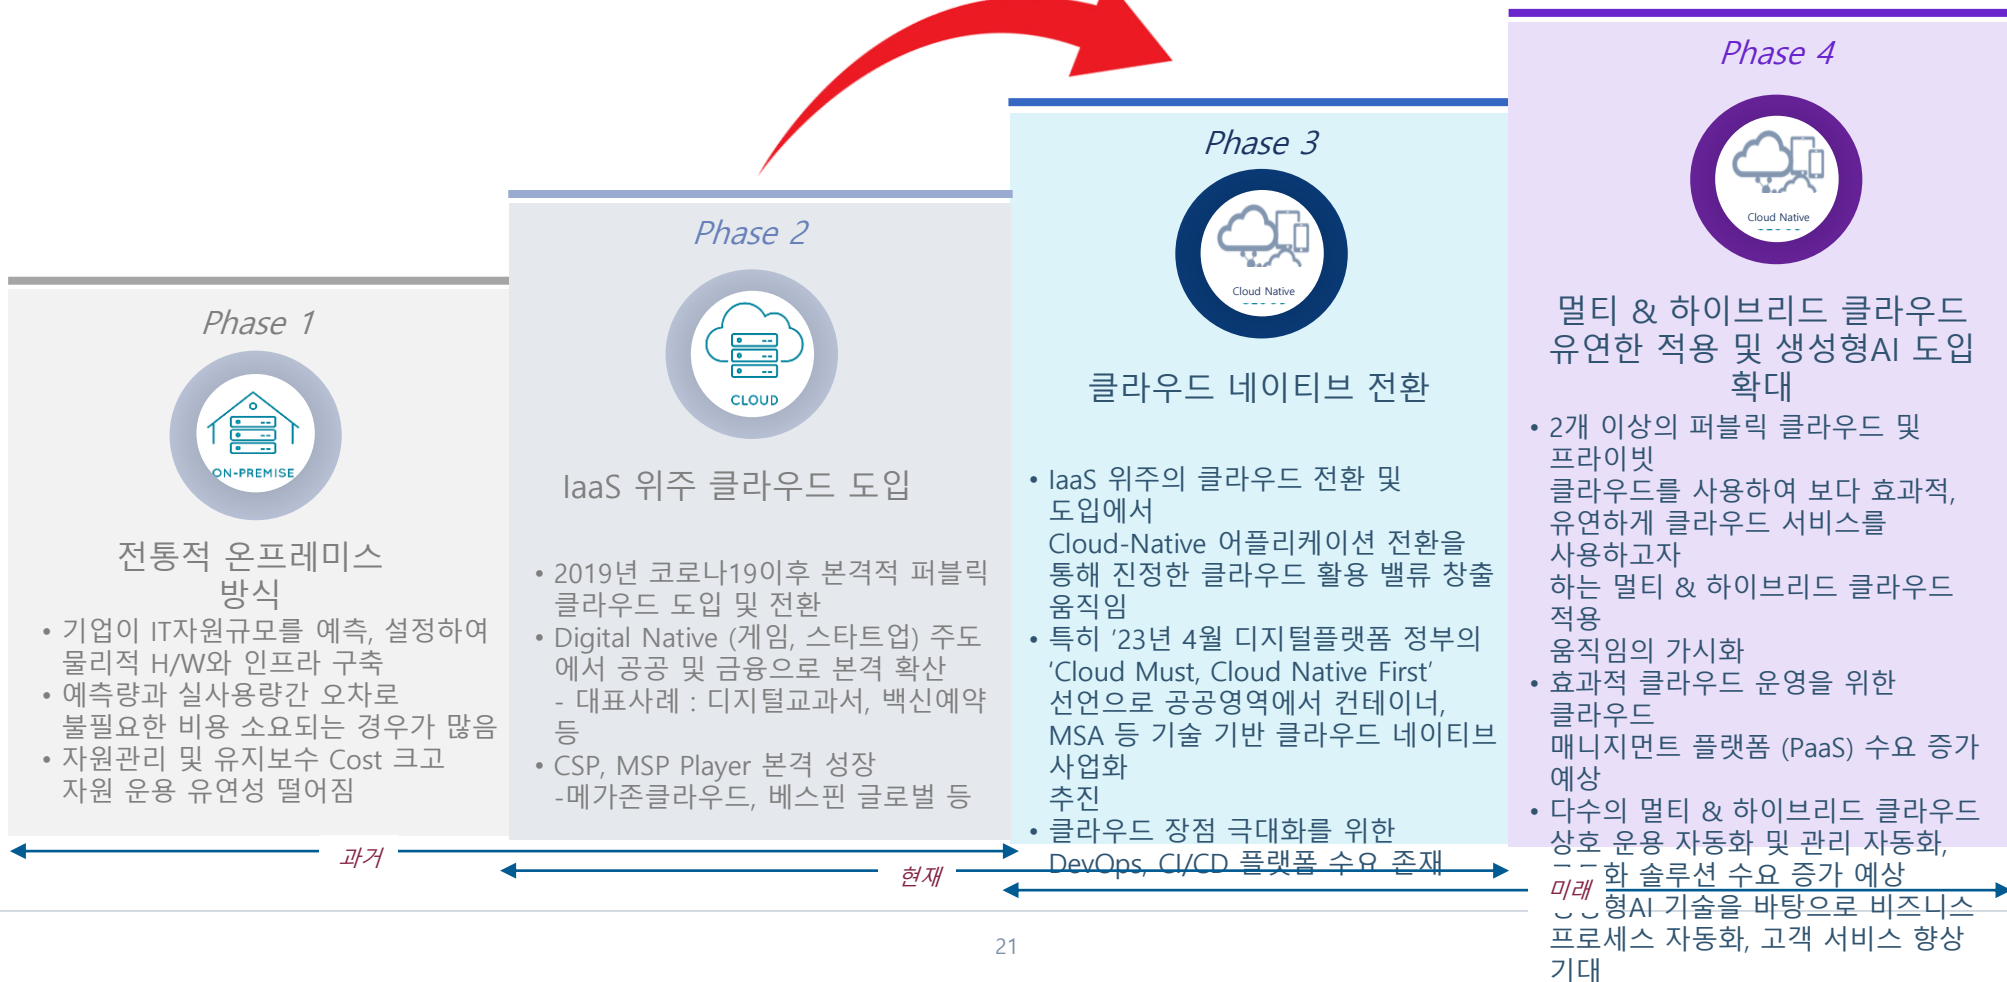 Phase 1
ON-PREMISE
전통적 온프레미스
방식
• 기업이 IT자원규모를 예측, 설정하여
물리적 H/W와 인프라 구축
• 예측량과 실사용량간 오차로
불필요한 비용 소요되는 경우가 많음
• 자원관리 및 유지보수 Cost 크고
자원 운용 유연성 떨어짐
Phase 2
CLOUD
IaaS 위주 클라우드 도입
• 2019년 코로나19이후 본격적 퍼블릭
클라우드 도입 및 전환
• Digital Native (게임, 스타트업) 주도
에서 공공 및 금융으로 본격 확산
- 대표사례 : 디지털교과서, 백신예약
등
• CSP, MSP Player 본격 성장
-메가존클라우드, 베스핀 글로벌 등
Phase 3
Cloud Native
클라우드 네이티브 전환
• IaaS 위주의 클라우드 전환 및
도입에서
Cloud-Native 어플리케이션 전환을
통해 진정한 클라우드 활용 밸류 창출
움직임
• 특히 ’23년 4월 디지털플랫폼 정부의
‘Cloud Must, Cloud Native First’
선언으로 공공영역에서 컨테이너,
MSA 등 기술 기반 클라우드 네이티브
사업화
추진
• 클라우드 장점 극대화를 위한
DevOps, CI/CD 플랫폼 수요 존재
Phase 4
Cloud Native
멀티 & 하이브리드 클라우드
유연한 적용 및 생성형AI 도입
확대
• 2개 이상의 퍼블릭 클라우드 및
프라이빗
클라우드를 사용하여 보다 효과적,
유연하게 클라우드 서비스를
사용하고자
하는 멀티 & 하이브리드 클라우드
적용
움직임의 가시화
• 효과적 클라우드 운영을 위한
클라우드
매니지먼트 플랫폼 (PaaS) 수요 증가
예상
• 다수의 멀티 & 하이브리드 클라우드
상호 운용 자동화 및 관리 자동화,
솔루션 수요 증가 예상
기술을 바탕으로 비즈니스
프로세스 자동화, 고객 서비스 향상
기대
과거
현재
미래
21